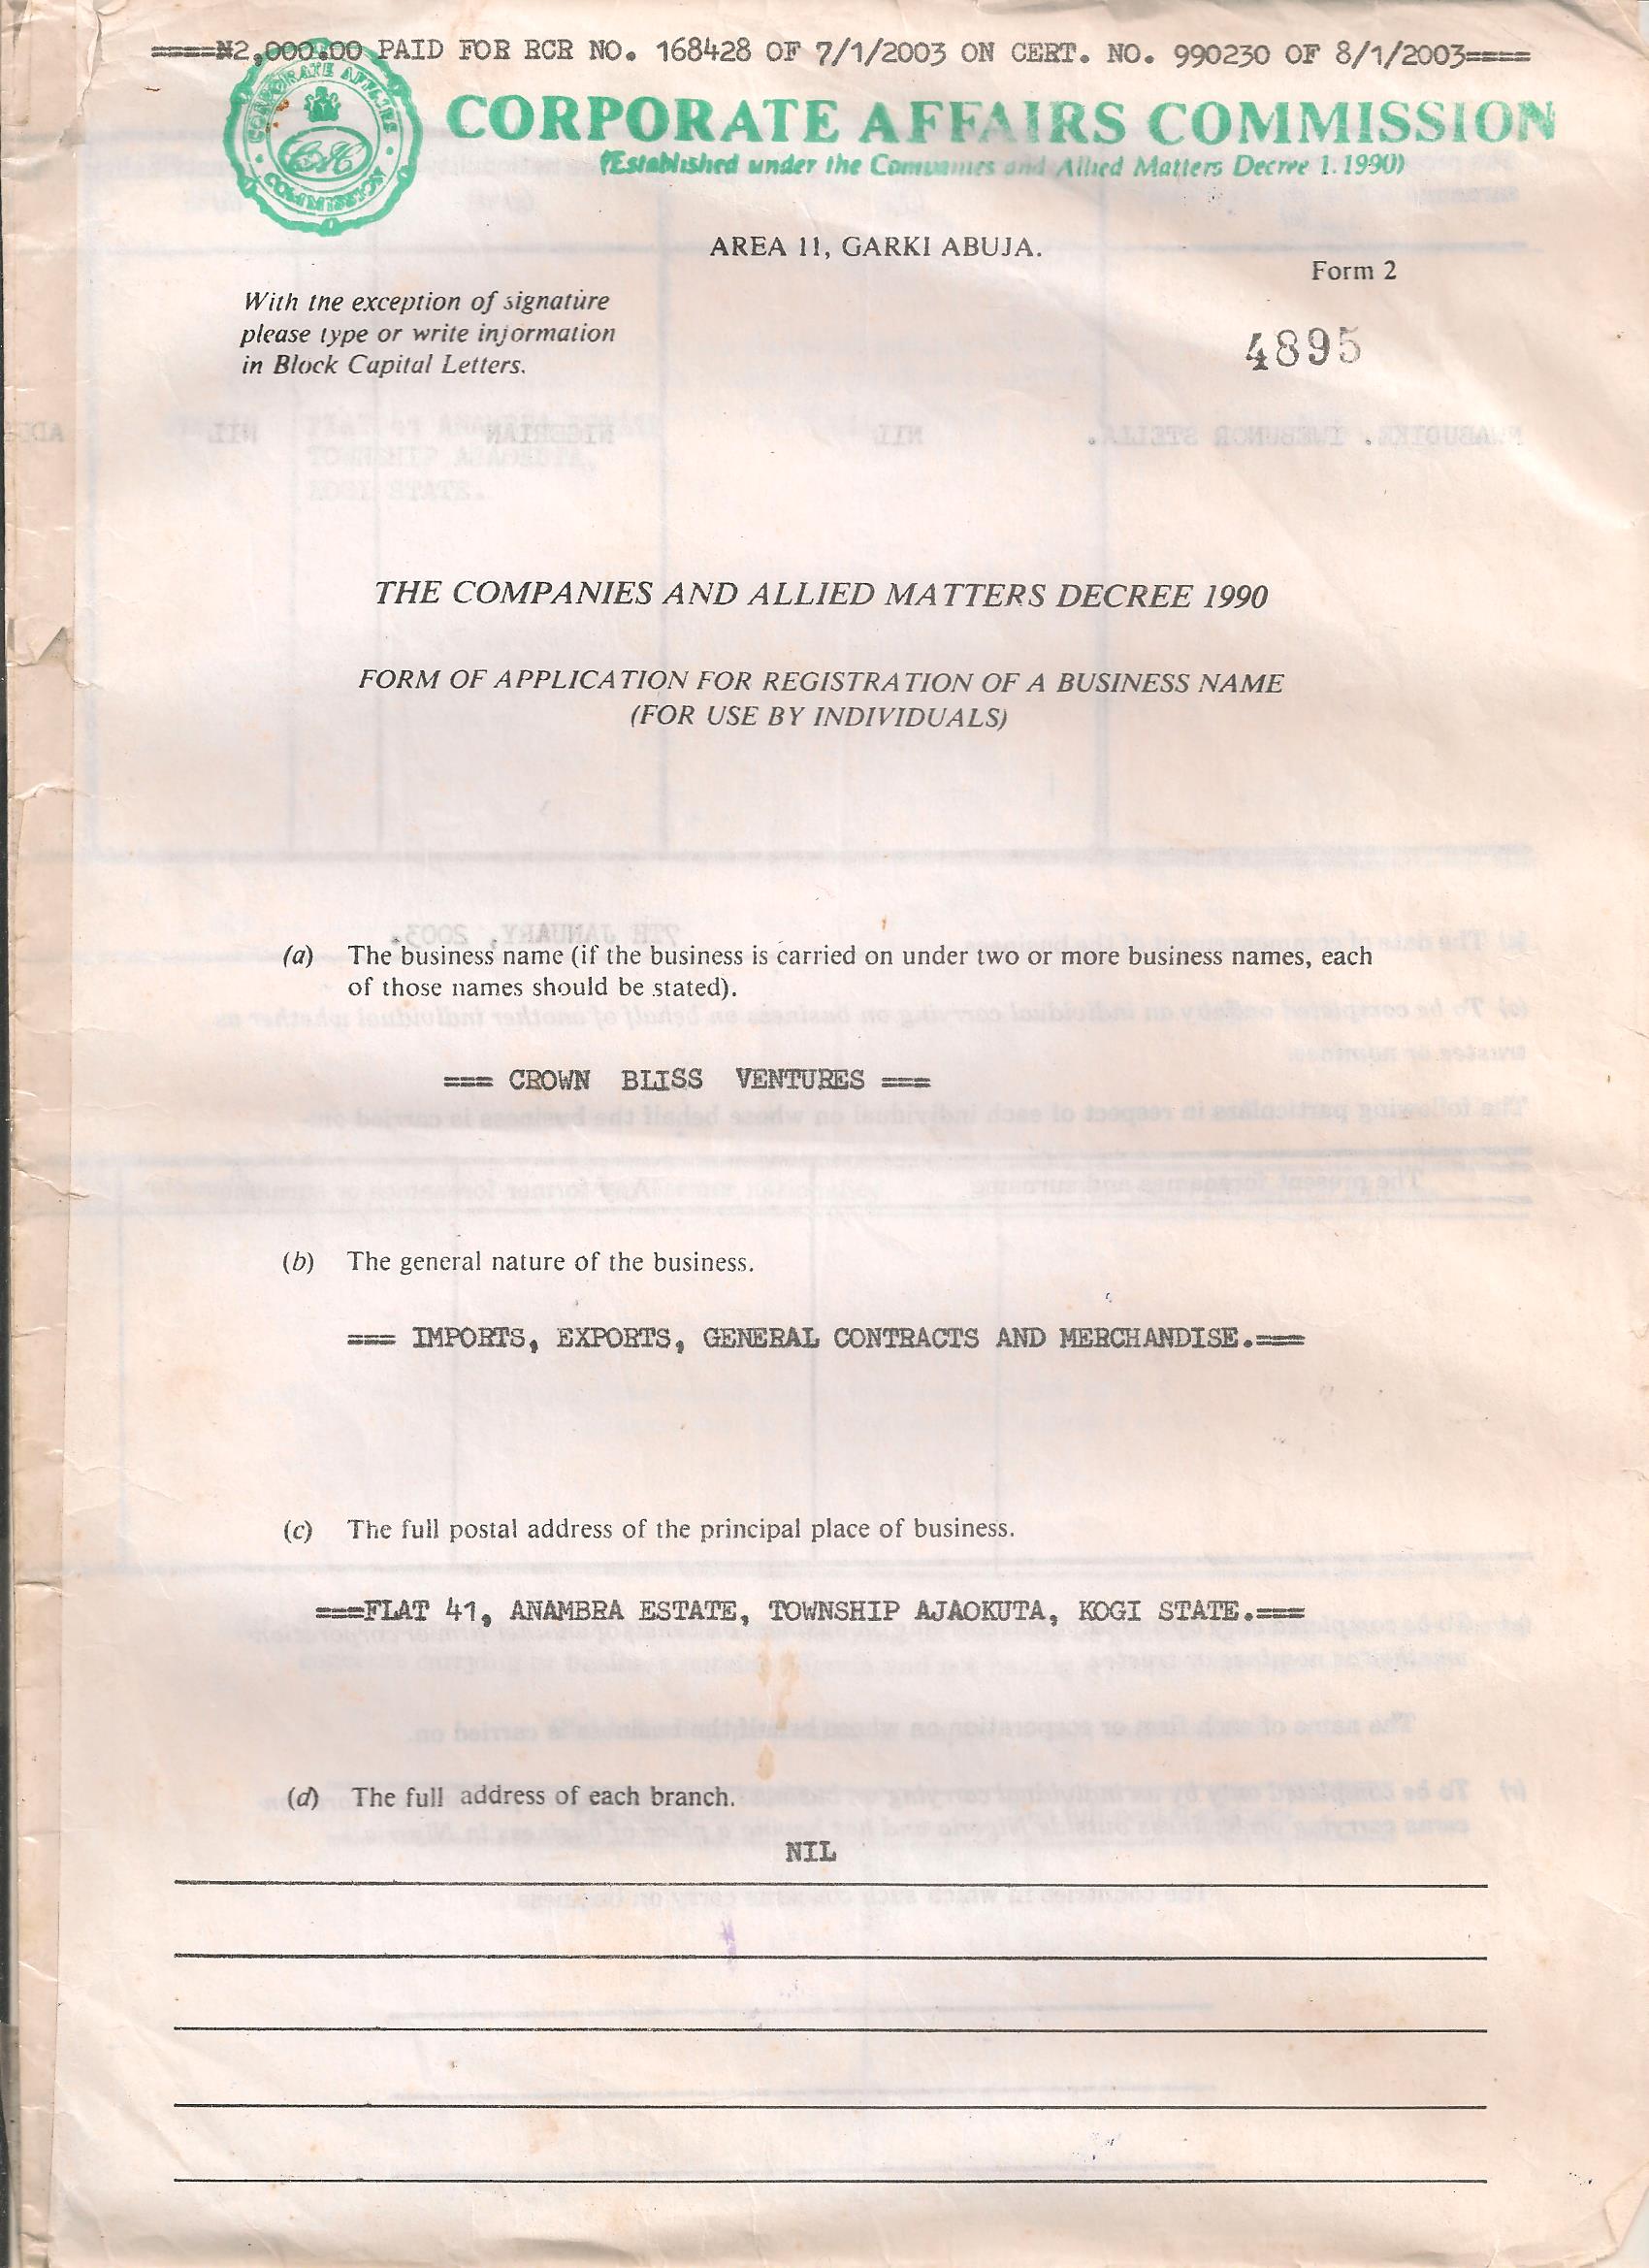 ====₦2,000.00 PAID FOR RCR NO. 168428 OF 7/1/2003 ON CERT. NO. 990230 OF 8/1/2003====
CORPORATE AFFAIRS
COMMISSION
CORPORATE AFFAIRS COMMISSION
(Established under the Companies and Allied Matters Decree 1.1990)
AREA 11, GARKI ABUJA.
Form 2
With the exception of signature
please type or write information
in Block Capital Letters.
4895
THE COMPANIES AND ALLIED MATTERS DECREE 1990
FORM OF APPLICATION FOR REGISTRATION OF A BUSINESS NAME
(FOR USE BY INDIVIDUALS)
(a) The business name (if the business is carried on under two or more business names, each
of those names should be stated).
=== CROWN BLISS VENTURES ===
(b) The general nature of the business.
=== IMPORTS, EXPORTS, GENERAL CONTRACTS AND MERCHANDISE.===
(c) The full postal address of the principal place of business.
===FLAT 41, ANAMBRA ESTATE, TOWNSHIP AJAOKUTA, KOGI STATE.===
(d) The full address of each branch.
NIL